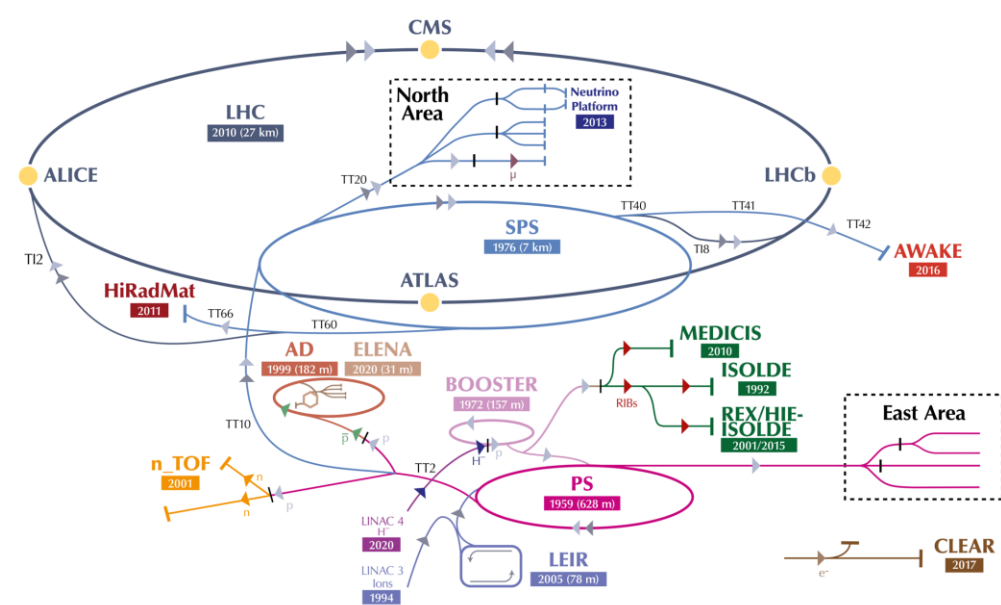 CMS
North
Area
Neutrino
Platform
2013
LHC
2010 (27 km)
ALICE
LHCb
μ
TT20
TT40
TT41
TT42
SPS
1976 (7 km)
TI8
TI2
AWAKE
2016
ATLAS
HiRadMat
2011
TT66
TT60
MEDICIS
2010
AD
1999 (182 m)
ELENA
2020 (31 m)
ISOLDE
1992
BOOSTER
1972 (157 m)
RIBs
REX/HIE-
ISOLDE
2001/2015
East Area
TT10
p̅
p
H⁻
p
TT2
n_TOF
2001
n
n
p
PS
1959 (628 m)
LINAC 4
H⁻
2020
LEIR
2005 (78 m)
LINAC 3
Ions
1994
CLEAR
2017
e⁻